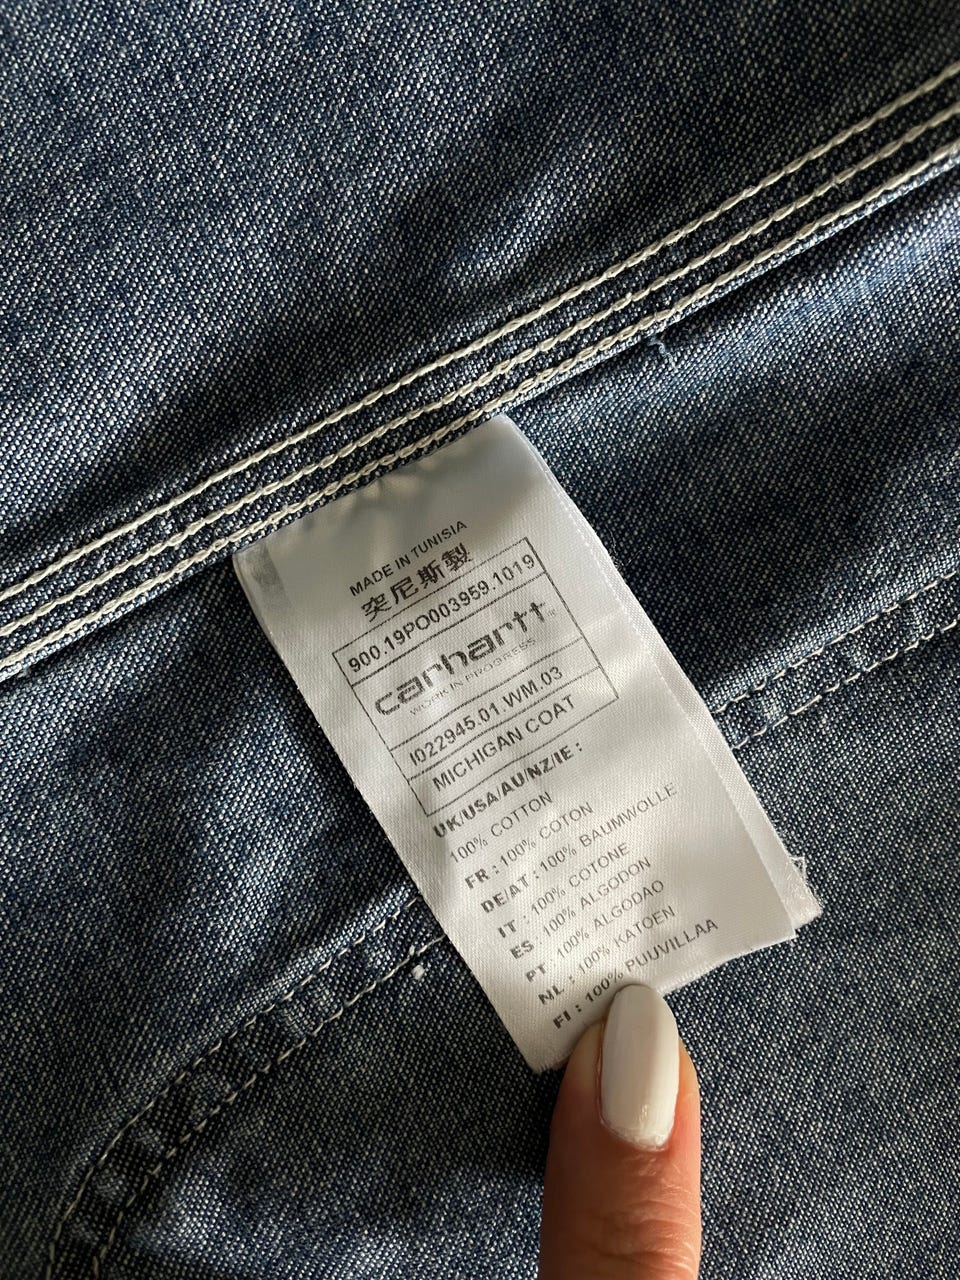 MADE IN TUNISIA
突尼斯製
900.19PO003959.1019
carhartt™
WORK IN PROGRESS
I022945.01.WM.03
MICHIGAN COAT
UK/USA/AU/NZ/IE :
100% COTTON
FR : 100% COTON
DE/AT : 100% BAUMWOLLE
IT : 100% COTONE
ES : 100% ALGODON
PT : 100% ALGODAO
NL : 100% KATOEN
FI : 100% PUUVILLAA